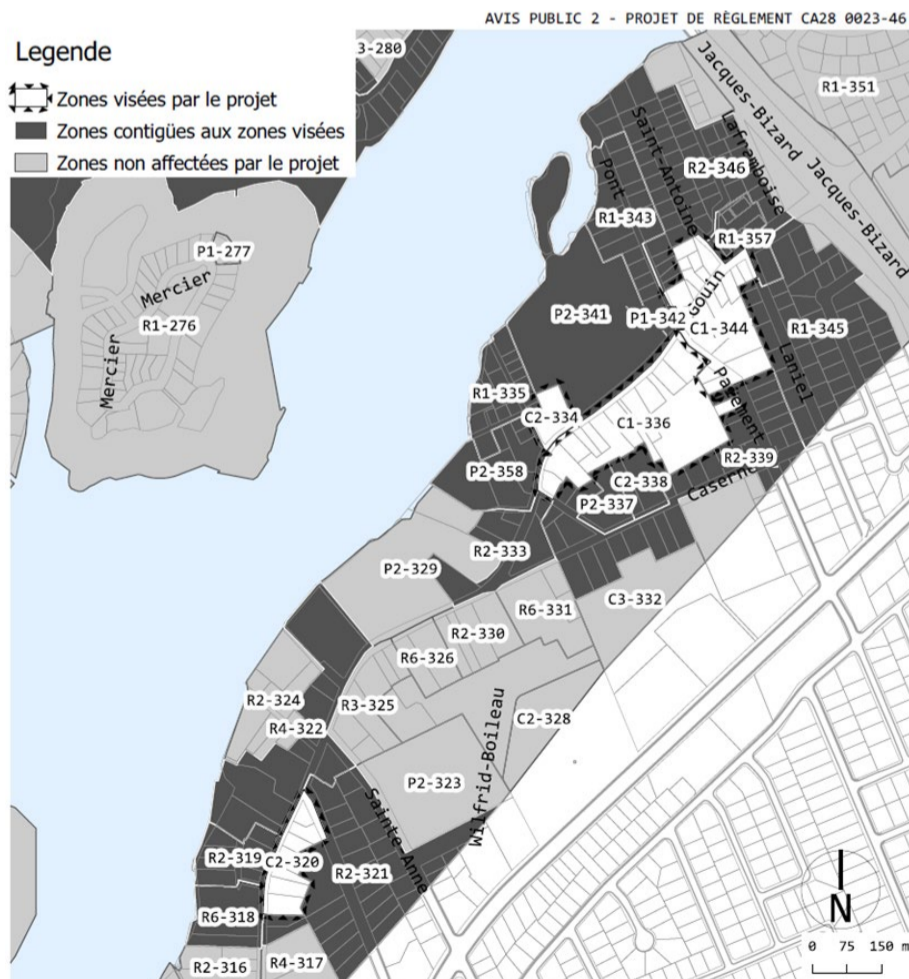 AVIS PUBLIC 2 - PROJET DE RÈGLEMENT CA28 0023-46
Legende
Zones visées par le projet
Zones contigües aux zones visées
Zones non affectées par le projet
3-280
Jacques-Bizard
Jacques-Bizard
R1-351
Saint-Antoine
Laframboise
Pont
R2-346
R1-343
R1-357
P1-277
Mercier
R1-276
Mercier
Gouin
P2-341
P1-342
C1-344
R1-345
Laniel
R1-335
C2-334
Paiement
C1-336
R2-339
P2-358
C2-338
Caserne
P2-337
R2-333
P2-329
R6-331
C3-332
R2-330
R6-326
R2-324
R3-325
R4-322
C2-328
Wilfrid-Boileau
P2-323
Sainte-Anne
R2-319
C2-320
R2-321
R6-318
R2-316
R4-317
N
0 75 150 m